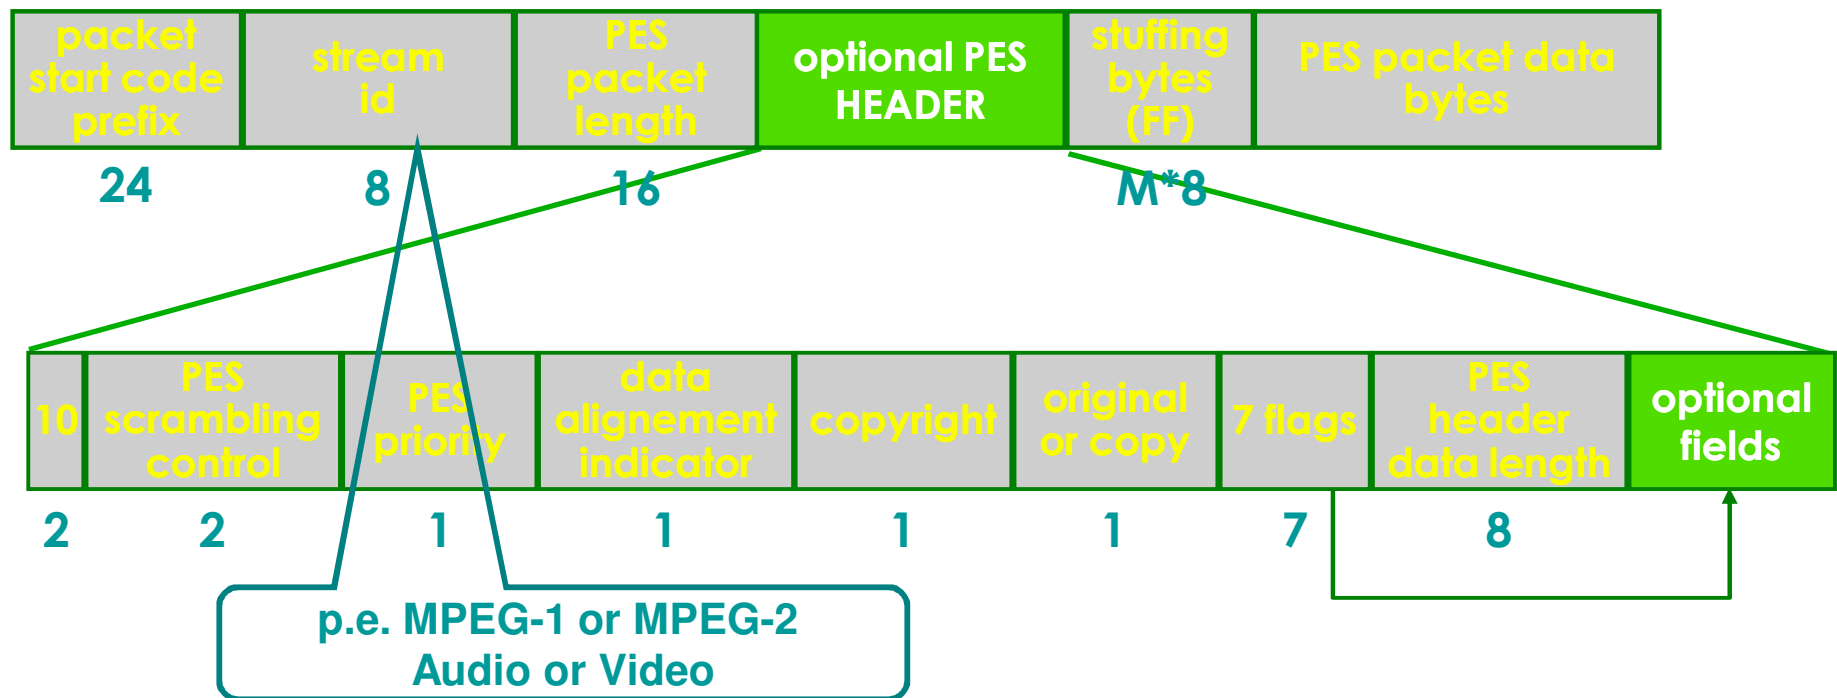 packet
start code
prefix
stream
id
PES
packet
length
optional PES
HEADER
stuffing
bytes
(FF)
PES packet data
bytes
24
8
16
M*8
10
PES
scrambling
control
PES
priority
data
alignement
indicator
copyright
original
or copy
7 flags
PES
header
data length
optional
fields
2
2
1
1
1
1
7
8
p.e. MPEG-1 or MPEG-2
Audio or Video